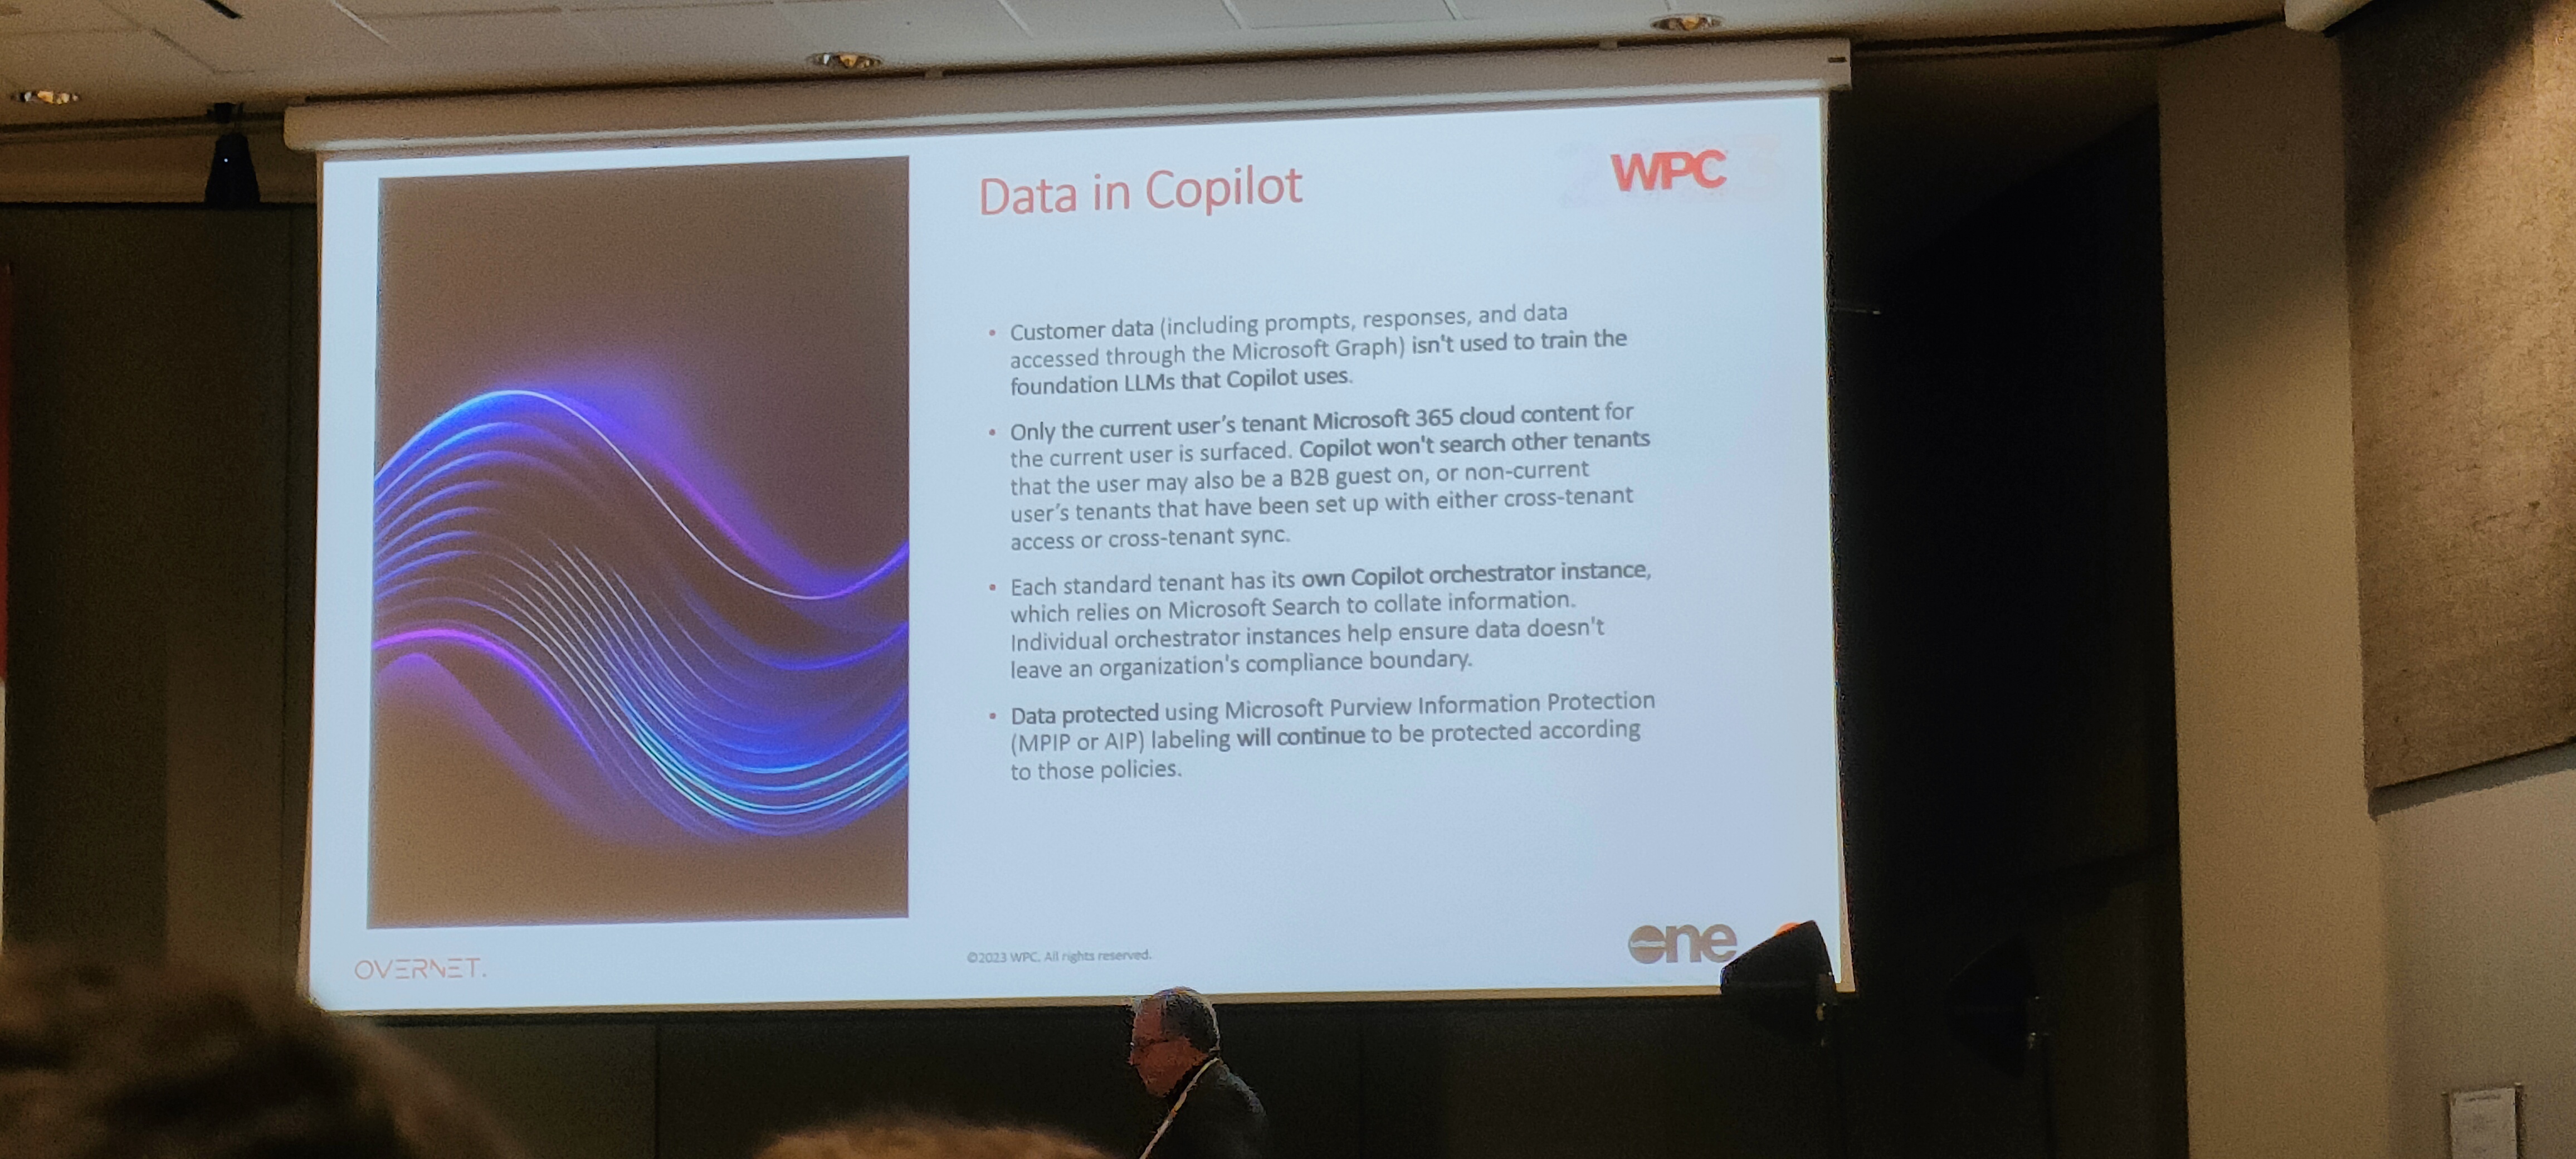 Data in Copilot
WPC
• Customer data (including prompts, responses, and data
accessed through the Microsoft Graph) isn't used to train the
foundation LLMs that Copilot uses.
• Only the current user's tenant Microsoft 365 cloud content for
the current user is surfaced. Copilot won't search other tenants
that the user may also be a B2B guest on, or non-current
user's tenants that have been set up with either cross-tenant
access or cross-tenant sync.
• Each standard tenant has its own Copilot orchestrator instance,
which relies on Microsoft Search to collate information.
Individual orchestrator instances help ensure data doesn't
leave an organization's compliance boundary.
• Data protected using Microsoft Purview Information Protection
(MPIP or AIP) labeling will continue to be protected according
to those policies.
OVERNET.
©2023 WPC. All rights reserved.
one